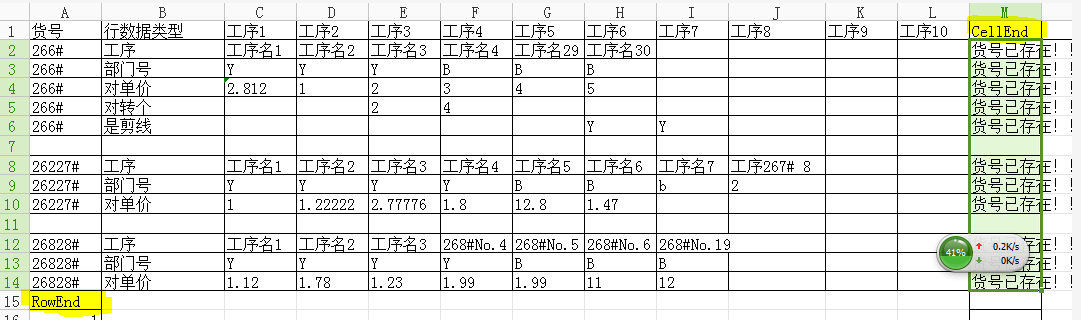 A B C D E F G H I J K L M
1 货号 行数据类型 工序1 工序2 工序3 工序4 工序5 工序6 工序7 工序8 工序9 工序10 CellEnd
2 266# 工序 工序名1 工序名2 工序名3 工序名4 工序名29 工序名30 货号已存在！！
3 266# 部门号 Y Y Y B B B 货号已存在！！
4 266# 对单价 2.812 1 2 3 4 5 货号已存在！！
5 266# 对转个 2 4 货号已存在！！
6 266# 是剪线 Y Y 货号已存在！！
7
8 26227# 工序 工序名1 工序名2 工序名3 工序名4 工序名5 工序名6 工序名7 工序267# 8 货号已存在！！
9 26227# 部门号 Y Y Y Y B B b 2 货号已存在！！
10 26227# 对单价 1 1.22222 2.77776 1.8 12.8 1.47 货号已存在！！
11
12 26828# 工序 工序名1 工序名2 工序名3 268#No.4 268#No.5 268#No.6 268#No.19 货号已存在！！
13 26828# 部门号 Y Y Y Y B B B 41% 0.2K/s 0K/s
14 26828# 对单价 1.12 1.78 1.23 1.99 1.99 11 12 货号已存在！！
15 RowEnd